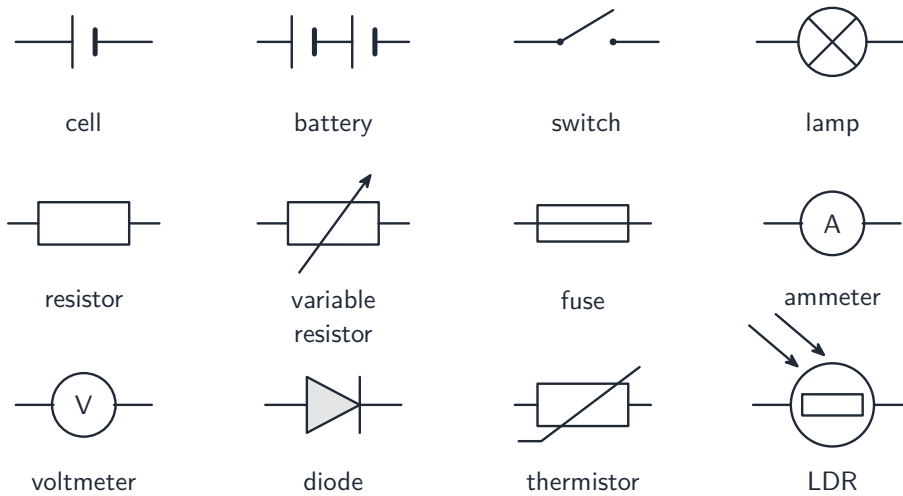 cell
battery
switch
lamp
A
resistor
variable
resistor
fuse
ammeter
V
voltmeter
diode
thermistor
LDR